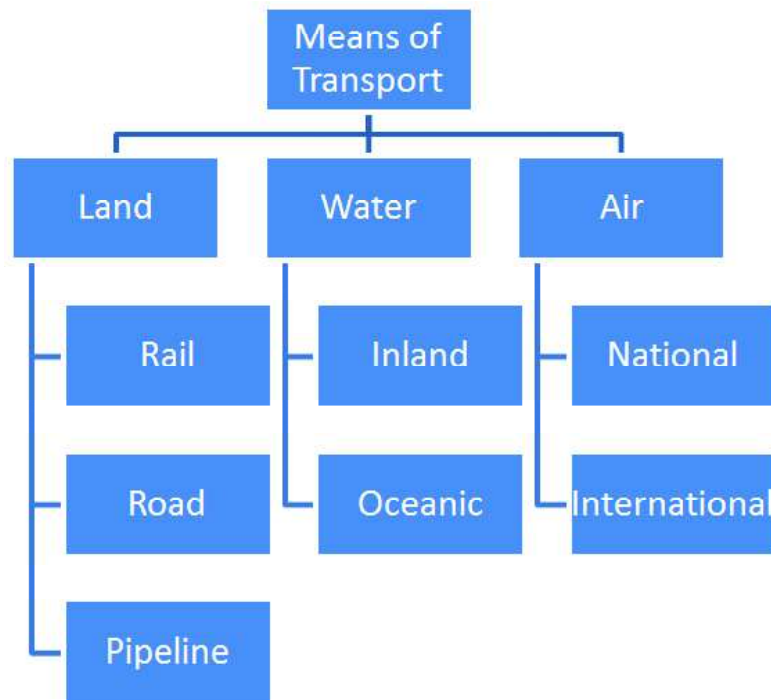 Means of
Transport
Land
Water
Air
Rail
Inland
National
Road
Oceanic
International
Pipeline